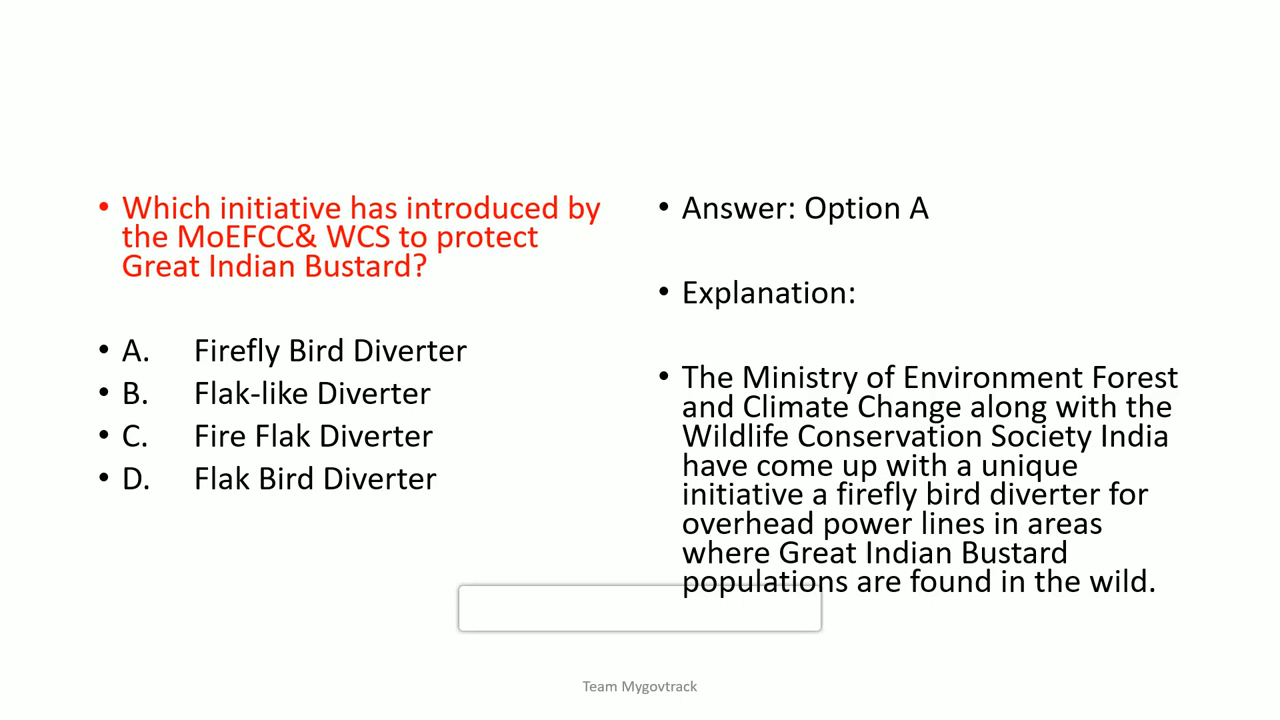 • Which initiative has introduced by
the MoEFCC& WCS to protect
Great Indian Bustard?
• A. Firefly Bird Diverter
• B. Flak-like Diverter
• C. Fire Flak Diverter
• D. Flak Bird Diverter
• Answer: Option A
• Explanation:
• The Ministry of Environment Forest
and Climate Change along with the
Wildlife Conservation Society India
have come up with a unique
initiative a firefly bird diverter for
overhead power lines in areas
where Great Indian Bustard
populations are found in the wild.
Team Mygovtrack